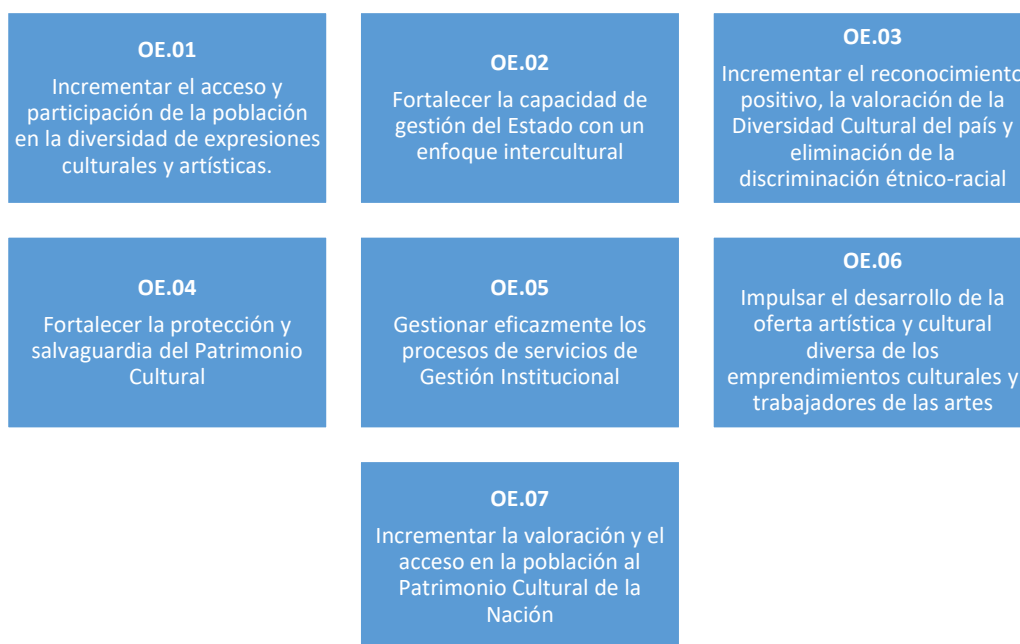 OE.01
Incrementar el acceso y
participación de la población
en la diversidad de expresiones
culturales y artísticas.
OE.02
Fortalecer la capacidad de
gestión del Estado con un
enfoque intercultural
OE.03
Incrementar el reconocimiento
positivo, la valoración de la
Diversidad Cultural del país y
eliminación de la
discriminación étnico-racial
OE.04
Fortalecer la protección y
salvaguardia del Patrimonio
Cultural
OE.05
Gestionar eficazmente los
procesos de servicios de
Gestión Institucional
OE.06
Impulsar el desarrollo de la
oferta artística y cultural
diversa de los
emprendimientos culturales y
trabajadores de las artes
OE.07
Incrementar la valoración y el
acceso en la población al
Patrimonio Cultural de la
Nación